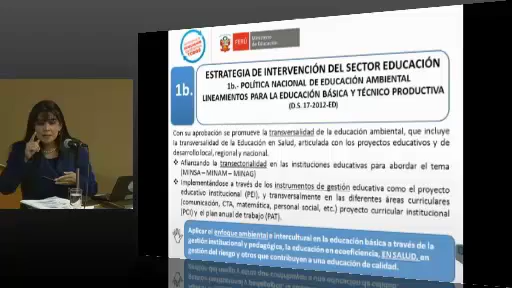 PERÚ
Ministerio
de Educación
1b.
ESTRATEGIA DE INTERVENCIÓN DEL SECTOR EDUCACIÓN
1b.- POLÍTICA NACIONAL DE EDUCACIÓN AMBIENTAL
LINEAMIENTOS PARA LA EDUCACIÓN BÁSICA Y TÉCNICO PRODUCTIVA
(D.S. 17-2012-ED)
Con su aprobación se promueve la transversalidad de la educación ambiental, que incluye
la transversalidad de la Educación en Salud, articulada con los proyectos educativos y de
desarrollo local, regional y nacional.
Afianzando la transectorialidad en las instituciones educativas para abordar el tema
(MINSA – MINAM – MINAG)
Implementándose a través de los instrumentos de gestión educativa como el proyecto
educativo institucional (PEI), y transversalmente en las diferentes áreas curriculares
(comunicación, CTA, matemática, personal social, etc.) proyecto curricular institucional
(PCI) y el plan anual de trabajo (PAT).
Aplicar el enfoque ambiental e intercultural en la educación básica a través de la
gestión institucional y pedagógica, la educación en ecoeficiencia, EN SALUD, en
gestión del riesgo y otros que contribuyen a una educación de calidad.